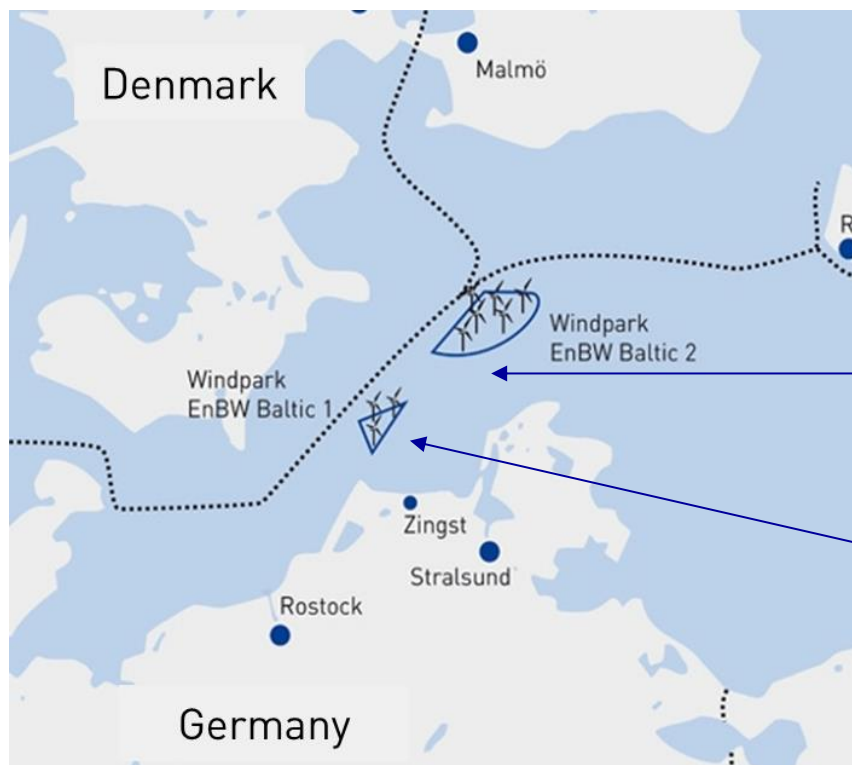 Denmark
Malmö
R
Windpark
EnBW Baltic 2
Windpark
EnBW Baltic 1
Zingst
Stralsund
Rostock
Germany